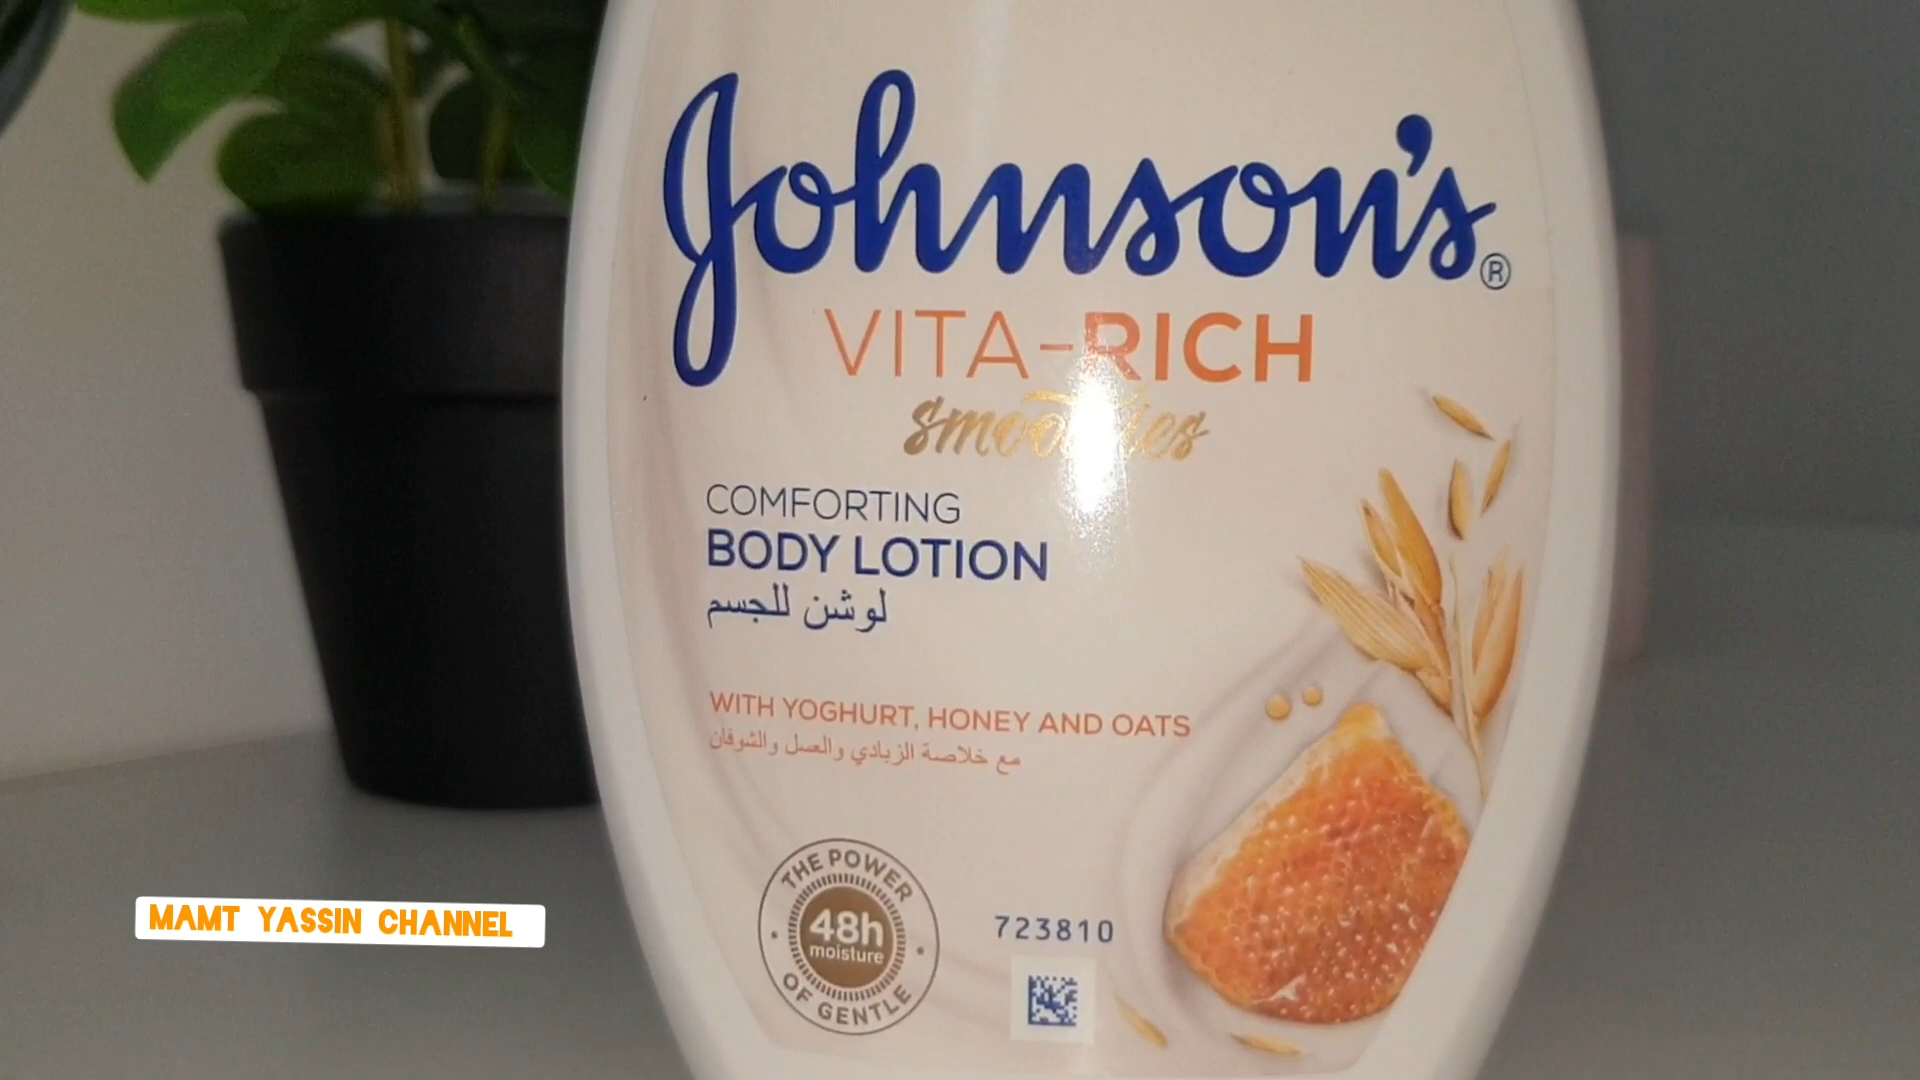 Johnson's®
VITA-RICH
smoothies
COMFORTING
BODY LOTION
لوشن للجسم
WITH YOGHURT, HONEY AND OATS
مع خلاصة الزبادي والعسل والشوفان
THE POWER
48h
moisture
OF GENTLE
723810
MAMT YASSIN CHANNEL